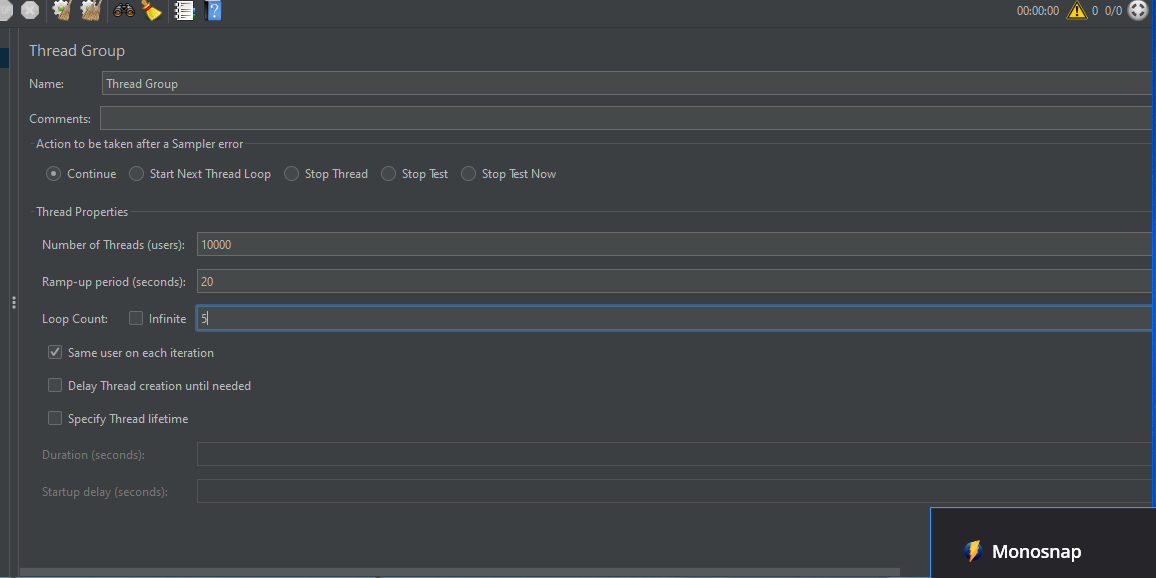 00:00:00 0 0/0
Thread Group
Name: Thread Group
Comments:
Action to be taken after a Sampler error
Continue Start Next Thread Loop Stop Thread Stop Test Stop Test Now
Thread Properties
Number of Threads (users): 10000
Ramp-up period (seconds): 20
Loop Count: Infinite 5
Same user on each iteration
Delay Thread creation until needed
Specify Thread lifetime
Duration (seconds):
Startup delay (seconds):
Monosnap